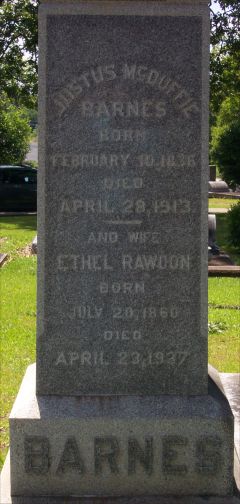 JUSTUS McDUFFIE
BARNES
BORN
FEBRUARY 10, 1836
DIED
APRIL 28, 1913
AND WIFE
ETHEL RAWDON
BORN
JULY 20, 1860
DIED
APRIL 23, 1937
BARNES